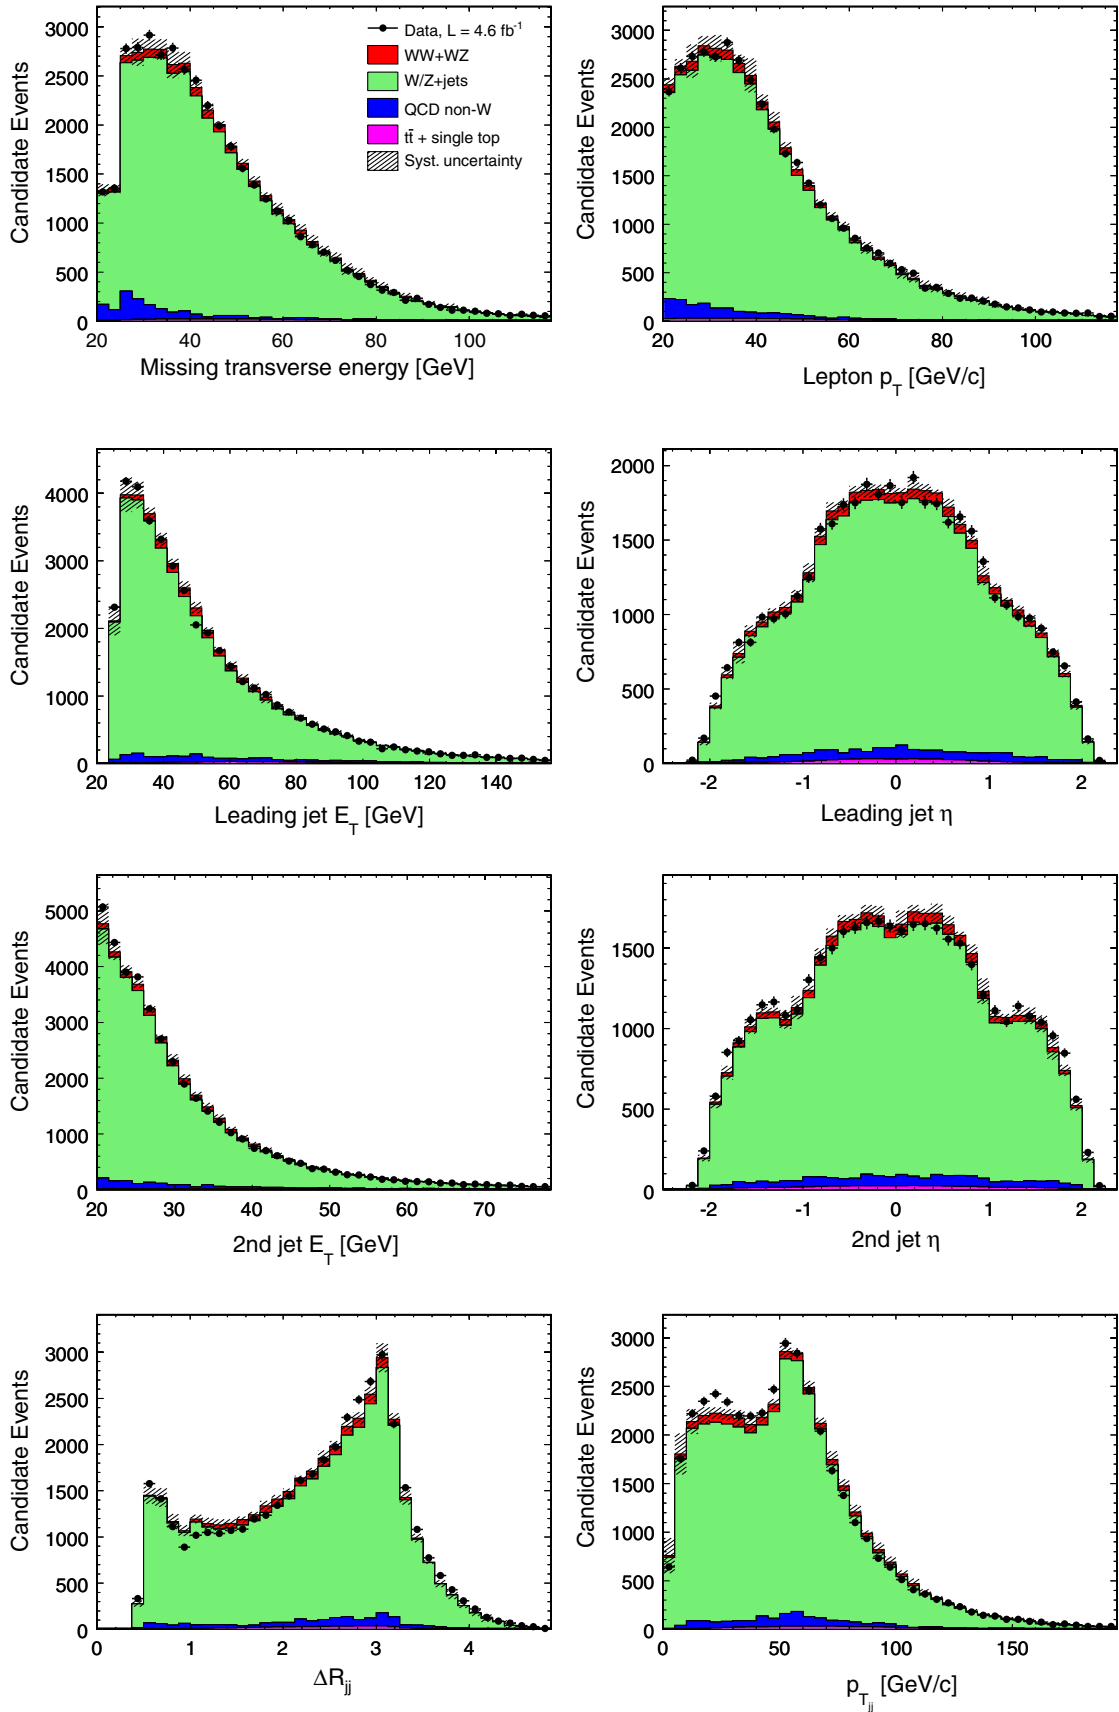 Candidate Events
3000
2500
2000
1500
1000
500
0
20 40 60 80 100
Missing transverse energy [GeV]
Data, L = 4.6 fb⁻¹
WW+WZ
W/Z+jets
QCD non-W
tt̄ + single top
Syst. uncertainty
Candidate Events
3000
2500
2000
1500
1000
500
0
20 40 60 80 100
Lepton p_T [GeV/c]
Candidate Events
4000
3000
2000
1000
0
20 40 60 80 100 120 140
Leading jet E_T [GeV]
Candidate Events
2000
1500
1000
500
0
-2 -1 0 1 2
Leading jet η
Candidate Events
5000
4000
3000
2000
1000
0
20 30 40 50 60 70
2nd jet E_T [GeV]
Candidate Events
1500
1000
500
0
-2 -1 0 1 2
2nd jet η
Candidate Events
3000
2500
2000
1500
1000
500
0
0 1 2 3 4
ΔR_jj
Candidate Events
3000
2500
2000
1500
1000
500
0
0 50 100 150
p_T_jj [GeV/c]